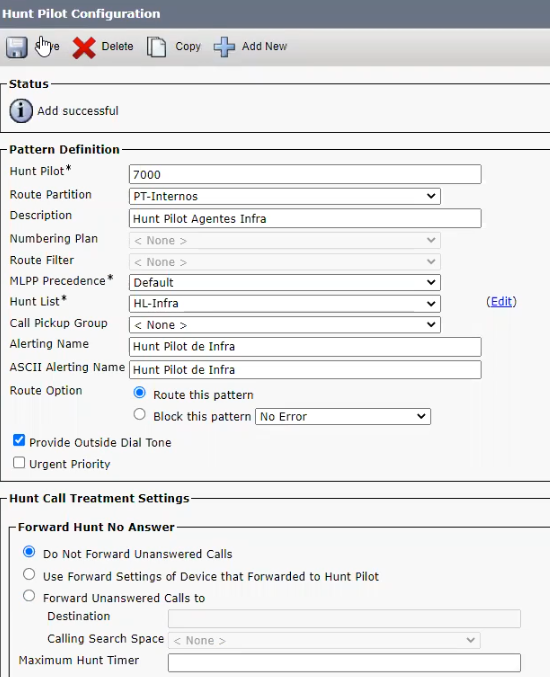 Hunt Pilot Configuration
Delete Copy Add New
Status
Add successful
Pattern Definition
Hunt Pilot* 7000
Route Partition PT-Internos
Description Hunt Pilot Agentes Infra
Numbering Plan < None >
Route Filter < None >
MLPP Precedence* Default
Hunt List* HL-Infra (Edit)
Call Pickup Group < None >
Alerting Name Hunt Pilot de Infra
ASCII Alerting Name Hunt Pilot de Infra
Route Option Route this pattern
Block this pattern No Error
Provide Outside Dial Tone
Urgent Priority
Hunt Call Treatment Settings
Forward Hunt No Answer
Do Not Forward Unanswered Calls
Use Forward Settings of Device that Forwarded to Hunt Pilot
Forward Unanswered Calls to
Destination
Calling Search Space < None >
Maximum Hunt Timer